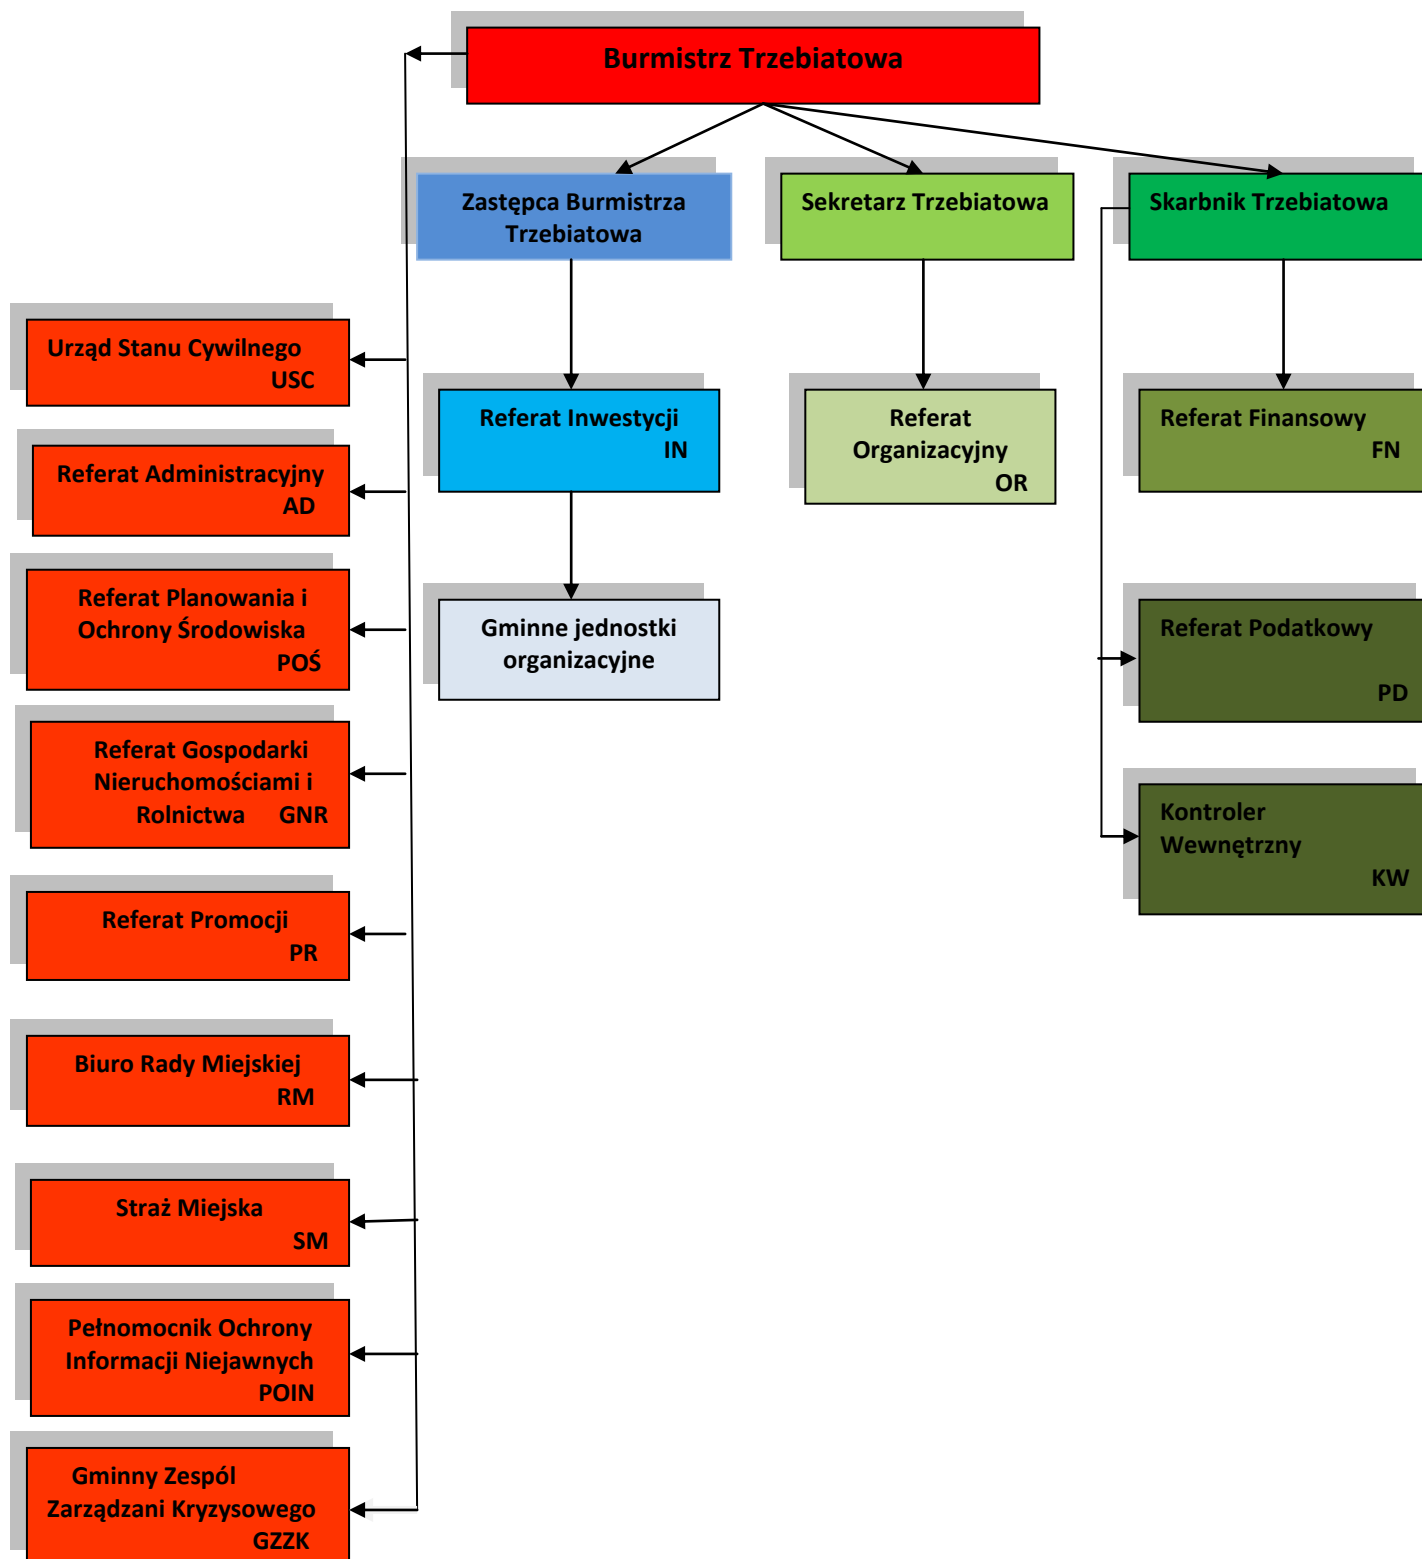 Burmistrz Trzebiatowa
Zastępca Burmistrza
Trzebiatowa
Sekretarz Trzebiatowa
Skarbnik Trzebiatowa
Urząd Stanu Cywilnego
USC
Referat Administracyjny
AD
Referat Planowania i
Ochrony Środowiska
POŚ
Referat Gospodarki
Nieruchomościami i
Rolnictwa GNR
Referat Promocji
PR
Biuro Rady Miejskiej
RM
Straż Miejska
SM
Pełnomocnik Ochrony
Informacji Niejawnych
POIN
Gminny Zespól
Zarządzani Kryzysowego
GZZK
Referat Inwestycji
IN
Gminne jednostki
organizacyjne
Referat
Organizacyjny
OR
Referat Finansowy
FN
Referat Podatkowy
PD
Kontroler
Wewnętrzny
KW